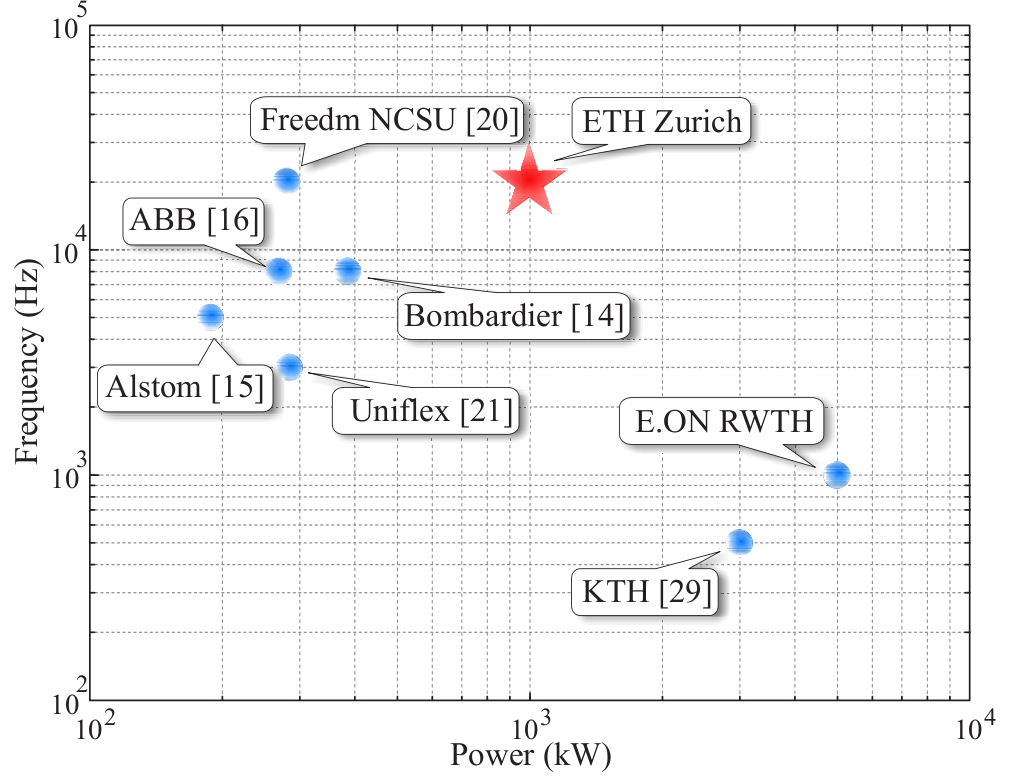 10^5
Freedm NCSU [20]
ETH Zurich
ABB [16]
10^4
Bombardier [14]
Alstom [15]
Uniflex [21]
E.ON RWTH
10^3
KTH [29]
10^2
10^2
10^3
10^4
Frequency (Hz)
Power (kW)